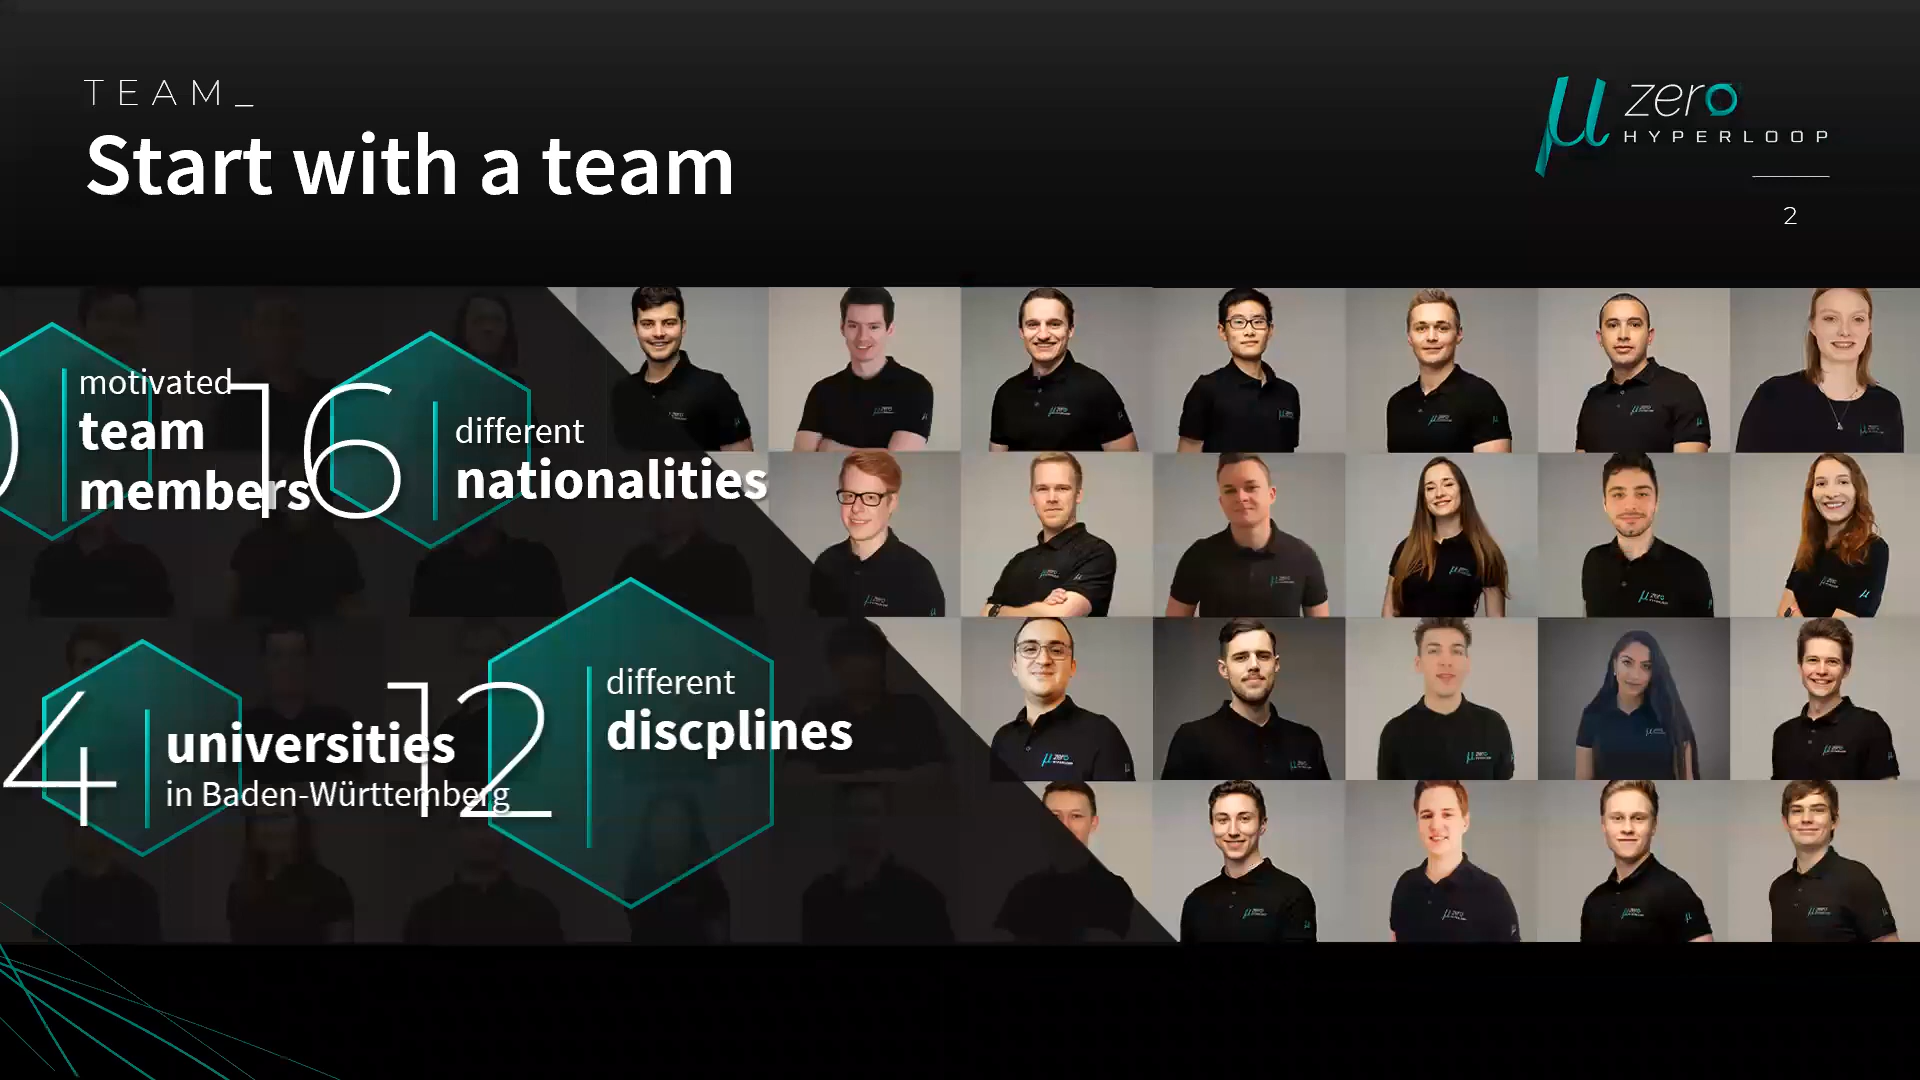 TEAM_
Start with a team
μ zero
HYPERLOOP
2
motivated
team
members
16
different
nationalities
4
universities
in Baden-Württemberg
12
different
discplines